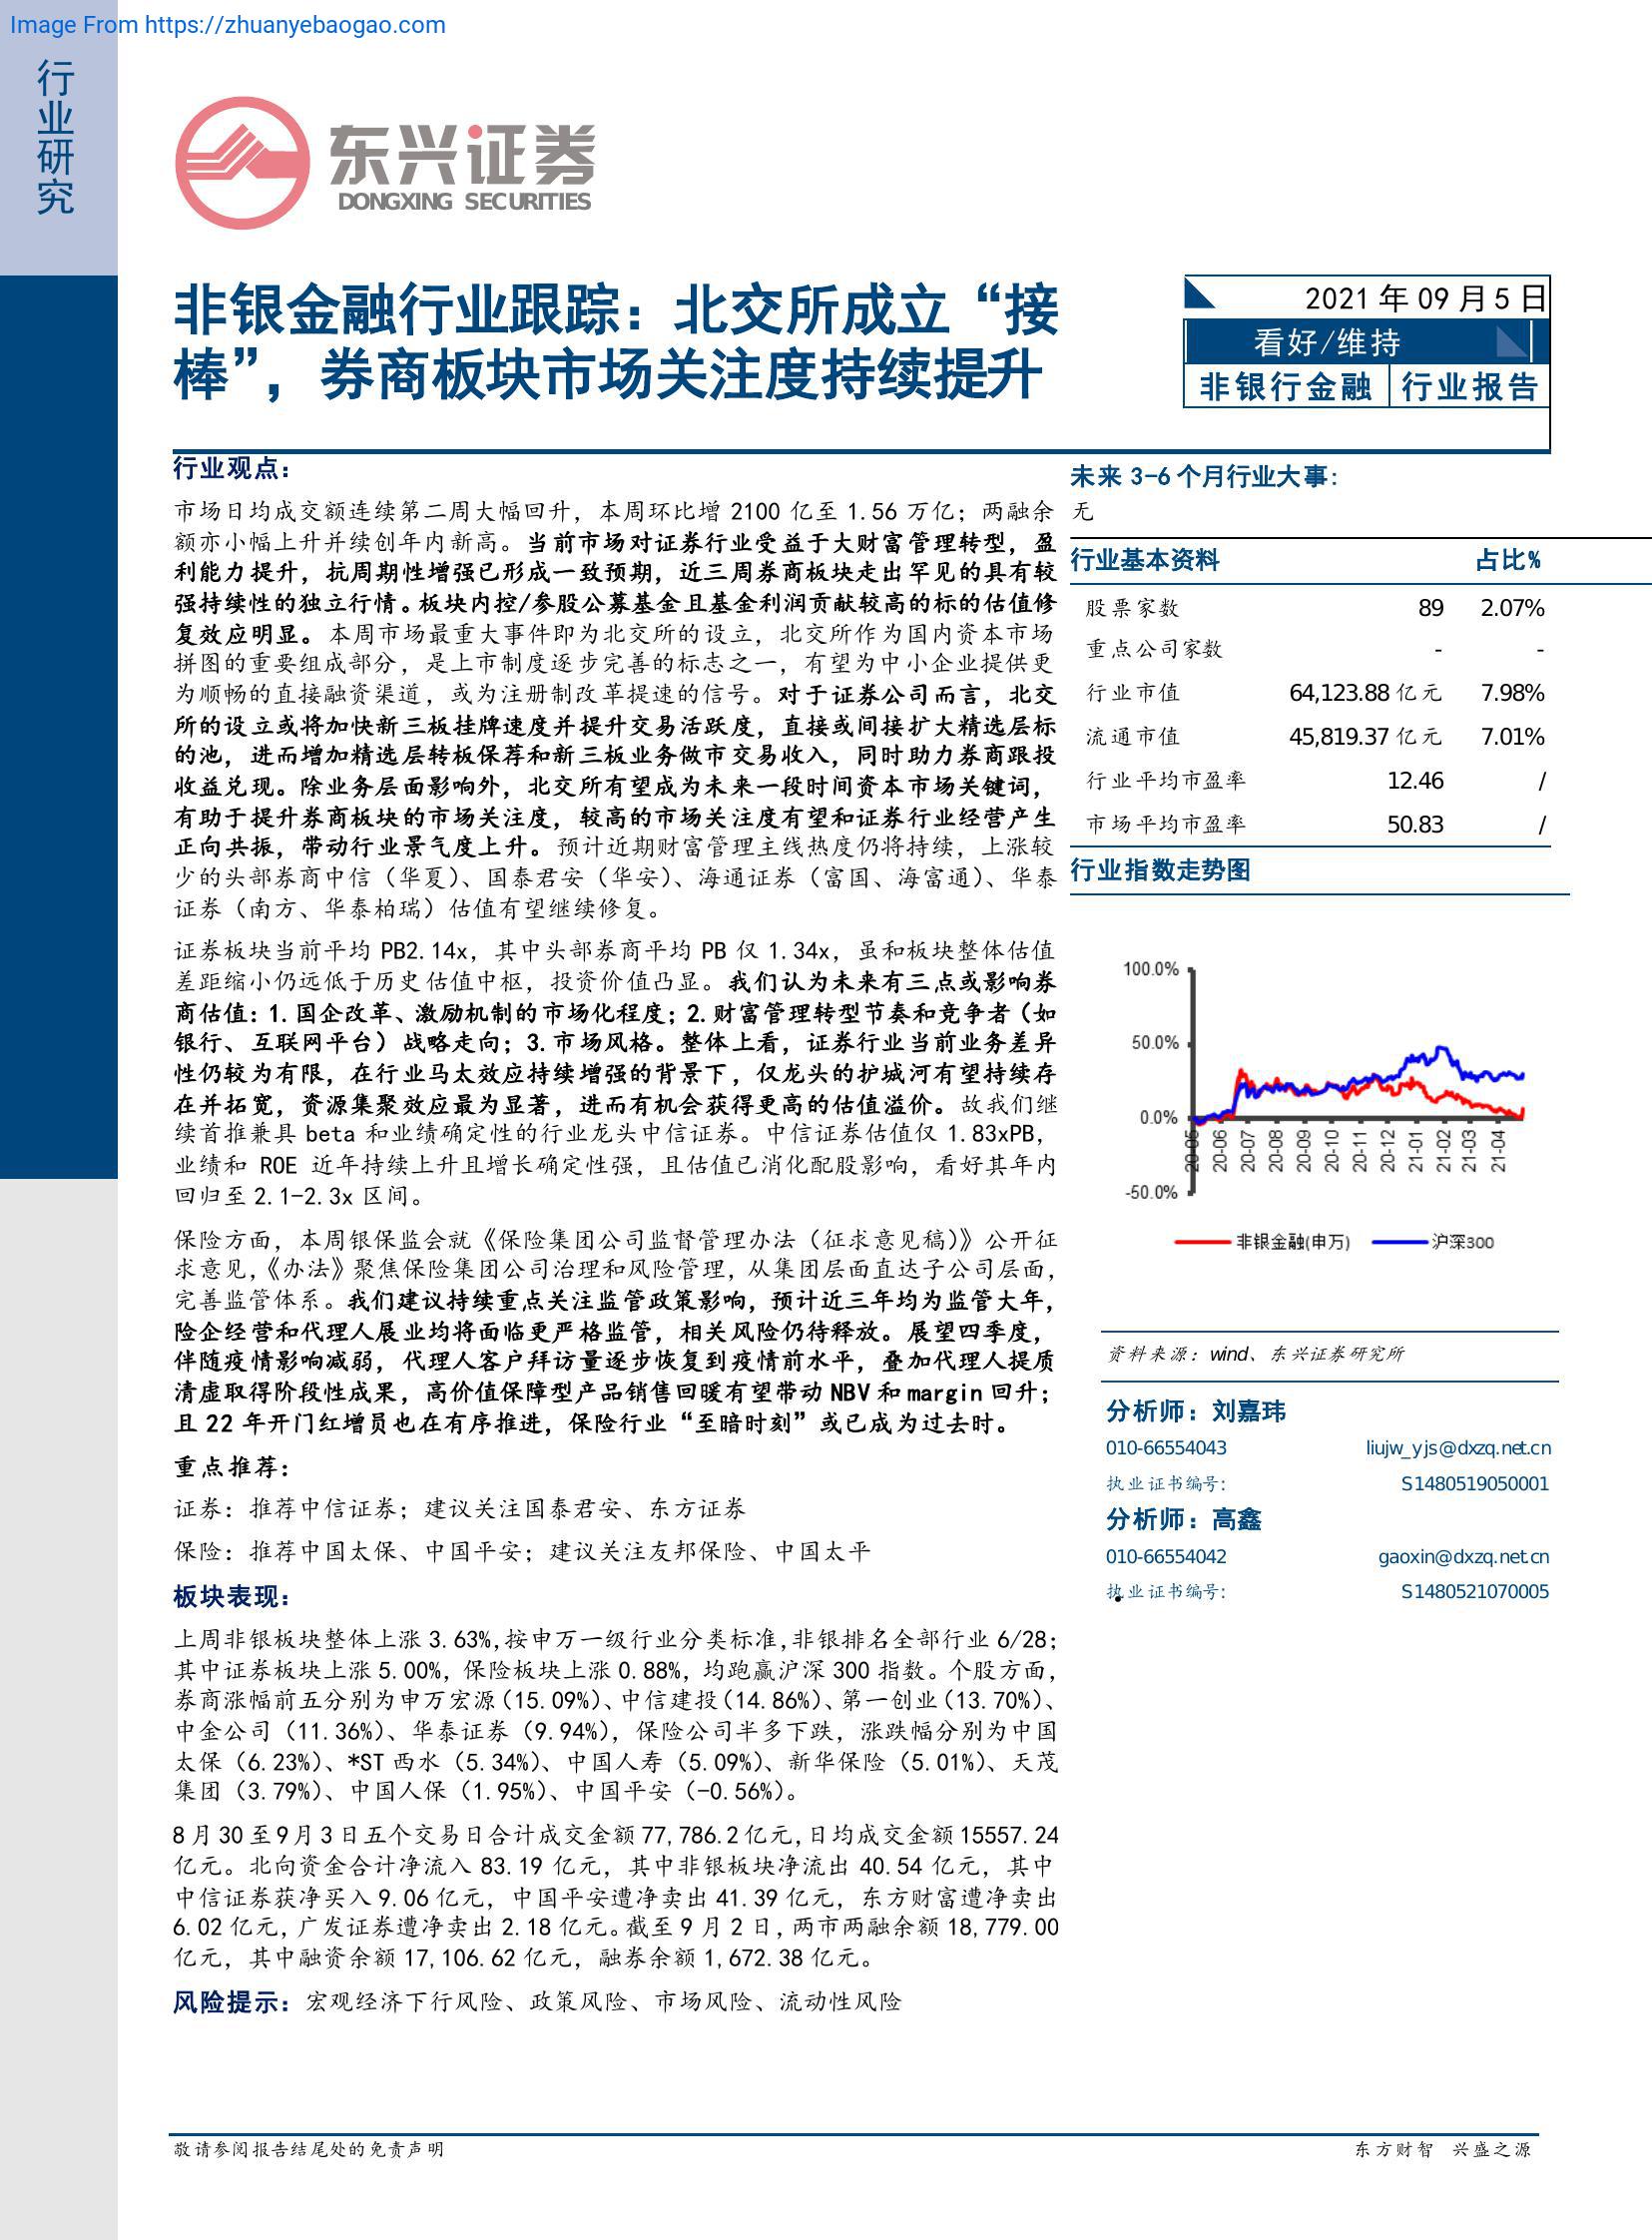 Image From https://zhuanyebaogao.com
行业研究
东兴证券
DONGXING SECURITIES
非银金融行业跟踪：北交所成立“接
棒”，券商板块市场关注度持续提升
2021 年 09 月 5 日
看好/维持
非银行金融 行业报告
行业观点：
市场日均成交额连续第二周大幅回升，本周环比增 2100 亿至 1.56 万亿；两融余
额亦小幅上升并续创年内新高。当前市场对证券行业受益于大财富管理转型，盈
利能力提升，抗周期性增强已形成一致预期，近三周券商板块走出罕见的具有较
强持续性的独立行情。板块内控/参股公募基金且基金利润贡献较高的标的估值修
复效应明显。本周市场最重大事件即为北交所的设立，北交所作为国内资本市场
拼图的重要组成部分，是上市制度逐步完善的标志之一，有望为中小企业提供更
为顺畅的直接融资渠道，或为注册制改革提速的信号。对于证券公司而言，北交
所的设立或将加快新三板挂牌速度并提升交易活跃度，直接或间接扩大精选层标
的池，进而增加精选层转板保荐和新三板业务做市交易收入，同时助力券商跟投
收益兑现。除业务层面影响外，北交所有望成为未来一段时间资本市场关键词，
有助于提升券商板块的市场关注度，较高的市场关注度有望和证券行业经营产生
正向共振，带动行业景气度上升。预计近期财富管理主线热度仍将持续，上涨较
少的头部券商中信（华夏）、国泰君安（华安）、海通证券（富国、海富通）、华泰
证券（南方、华泰柏瑞）估值有望继续修复。
证券板块当前平均 PB2.14x，其中头部券商平均 PB 仅 1.34x，虽和板块整体估值
差距缩小仍远低于历史估值中枢，投资价值凸显。我们认为未来有三点或影响券
商估值：1.国企改革、激励机制的市场化程度；2.财富管理转型节奏和竞争者（如
银行、互联网平台）战略走向；3.市场风格。整体上看，证券行业当前业务差异
性仍较为有限，在行业马太效应持续增强的背景下，仅龙头的护城河有望持续存
在并拓宽，资源集聚效应最为显著，进而有机会获得更高的估值溢价。故我们继
续首推兼具 beta 和业绩确定性的行业龙头中信证券。中信证券估值仅 1.83xPB，
业绩和 ROE 近年持续上升且增长确定性强，且估值已消化配股影响，看好其年内
回归至 2.1-2.3x 区间。
保险方面，本周银保监会就《保险集团公司监督管理办法（征求意见稿）》公开征
求意见，《办法》聚焦保险集团公司治理和风险管理，从集团层面直达子公司层面，
完善监管体系。我们建议持续重点关注监管政策影响，预计近三年均为监管大年，
险企经营和代理人展业均将面临更严格监管，相关风险仍待释放。展望四季度，
伴随疫情影响减弱，代理人客户拜访量逐步恢复到疫情前水平，叠加代理人提质
清虚取得阶段性成果，高价值保障型产品销售回暖有望带动 NBV 和 margin 回升；
且 22 年开门红增员也在有序推进，保险行业“至暗时刻”或已成为过去时。
重点推荐：
证券：推荐中信证券；建议关注国泰君安、东方证券
保险：推荐中国太保、中国平安；建议关注友邦保险、中国太平
板块表现：
上周非银板块整体上涨 3.63%，按申万一级行业分类标准，非银排名全部行业 6/28；
其中证券板块上涨 5.00%，保险板块上涨 0.88%，均跑赢沪深 300 指数。个股方面，
券商涨幅前五分别为申万宏源（15.09%）、中信建投（14.86%）、第一创业（13.70%）、
中金公司（11.36%）、华泰证券（9.94%），保险公司半多下跌，涨跌幅分别为中国
太保（6.23%）、*ST 西水（5.34%）、中国人寿（5.09%）、新华保险（5.01%）、天茂
集团（3.79%）、中国人保（1.95%）、中国平安（-0.56%）。
8 月 30 至 9 月 3 日五个交易日合计成交金额 77,786.2 亿元，日均成交金额 15557.24
亿元。北向资金合计净流入 83.19 亿元，其中非银板块净流出 40.54 亿元，其中
中信证券获净买入 9.06 亿元，中国平安遭净卖出 41.39 亿元，东方财富遭净卖出
6.02 亿元，广发证券遭净卖出 2.18 亿元。截至 9 月 2 日，两市两融余额 18,779.00
亿元，其中融资余额 17,106.62 亿元，融券余额 1,672.38 亿元。
风险提示：宏观经济下行风险、政策风险、市场风险、流动性风险
未来 3-6 个月行业大事：
无
行业基本资料 占比%
股票家数 89 2.07%
重点公司家数 - -
行业市值 64,123.88 亿元 7.98%
流通市值 45,819.37 亿元 7.01%
行业平均市盈率 12.46 /
市场平均市盈率 50.83 /
行业指数走势图
100.0%
50.0%
0.0%
-50.0%
20-05 20-06 20-07 20-08 20-09 20-10 20-11 20-12 21-01 21-02 21-03 21-04
非银金融(申万) 沪深300
资料来源：wind、东兴证券研究所
分析师：刘嘉玮
010-66554043 liujw_yjs@dxzq.net.cn
执业证书编号： S1480519050001
分析师：高鑫
010-66554042 gaoxin@dxzq.net.cn
执业证书编号： S1480521070005
敬请参阅报告结尾处的免责声明
东方财智 兴盛之源